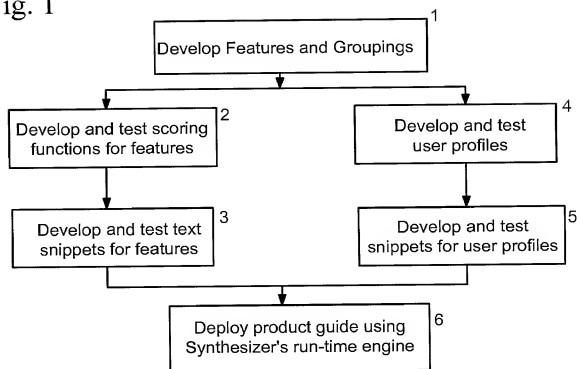 ig. 1
1
Develop Features and Groupings
2
Develop and test scoring
functions for features
4
Develop and test
user profiles
3
Develop and test text
snippets for features
5
Develop and test
snippets for user profiles
6
Deploy product guide using
Synthesizer's run-time engine